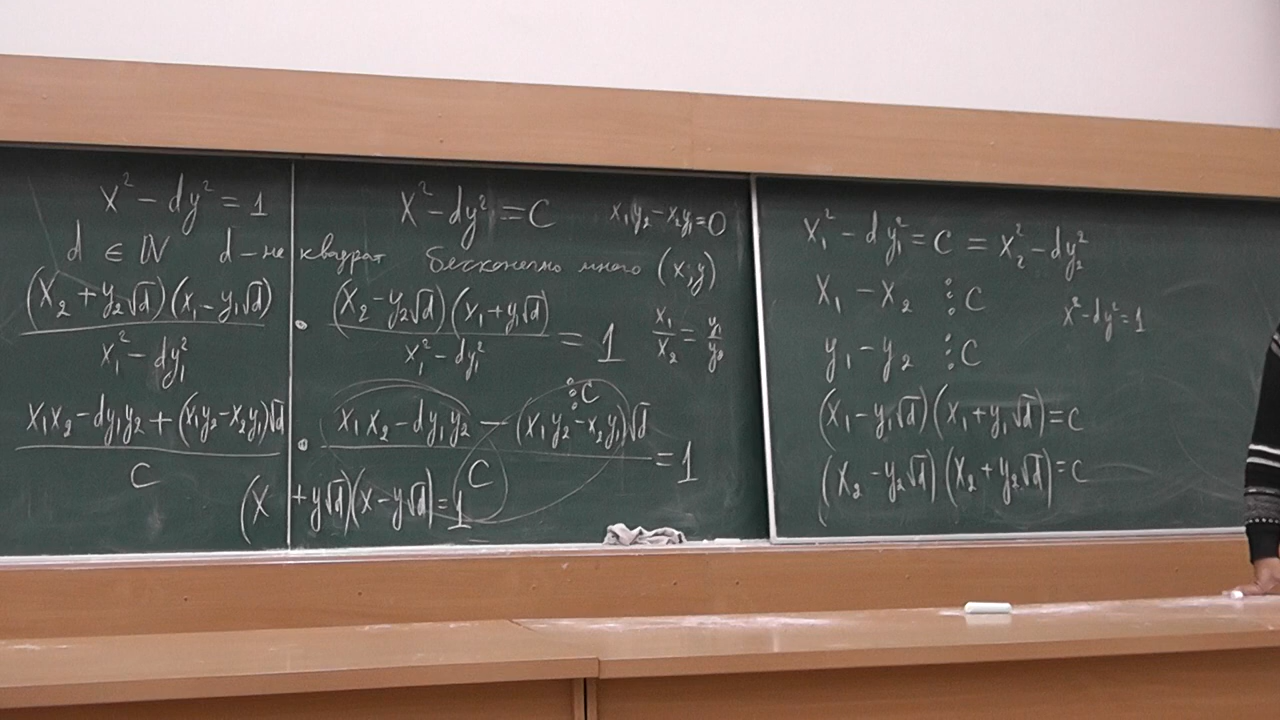 x² − dy² = 1
d ∈ ℕ d – не квадрат
(x₂ + y₂√d)(x₁ − y₁√d) / (x₁² − dy₁²) · (x₂ − y₂√d)(x₁ + y₁√d) / (x₁² − dy₁²) = 1
(x₁x₂ − dy₁y₂ + (x₁y₂ − x₂y₁)√d) / C · (x₁x₂ − dy₁y₂ − (x₁y₂ − x₂y₁)√d) / C = 1
(x + y√d)(x − y√d) = 1
x² − dy² = C
x₁y₂ − x₂y₁ = 0
бесконечно много (x; y)
x₁/x₂ = y₁/y₂
⋮ C
x₁² − dy₁² = C = x₂² − dy₂²
x₁ − x₂ ⋮ C
x² − dy² = 1
y₁ − y₂ ⋮ C
(x₁ − y₁√d)(x₁ + y₁√d) = C
(x₂ − y₂√d)(x₂ + y₂√d) = C